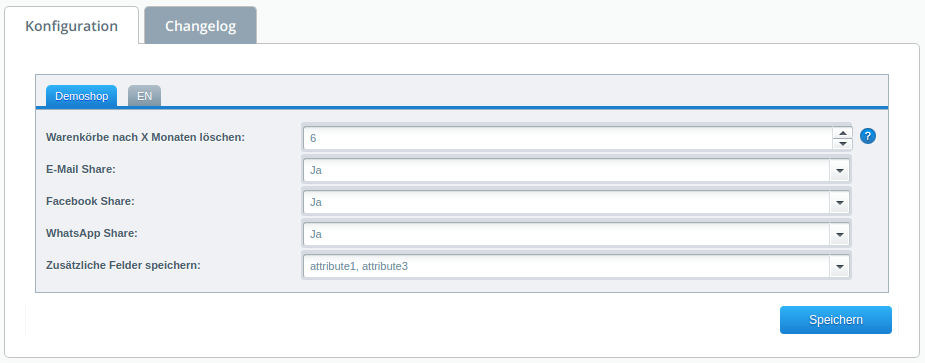 Konfiguration Changelog
Demoshop EN
Warenkörbe nach X Monaten löschen: 6 ?
E-Mail Share: Ja
Facebook Share: Ja
WhatsApp Share: Ja
Zusätzliche Felder speichern: attribute1, attribute3
Speichern